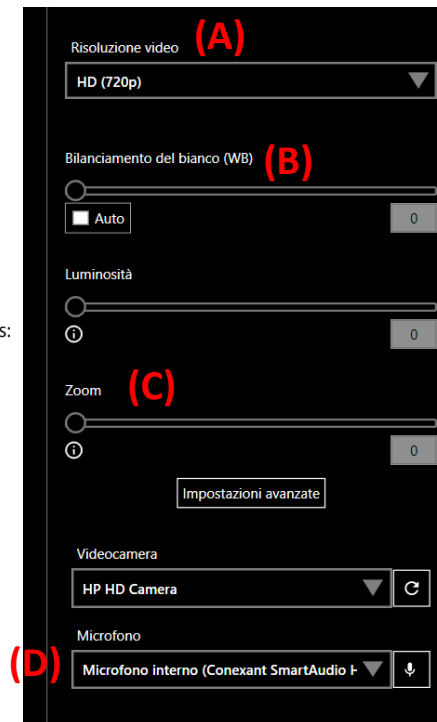 Risoluzione video (A)
HD (720p)
Bilanciamento del bianco (WB) (B)
Auto 0
Luminosità
s:
0
Zoom (C)
0
Impostazioni avanzate
Videocamera
HP HD Camera
Microfono
(D) Microfono interno (Conexant SmartAudio H